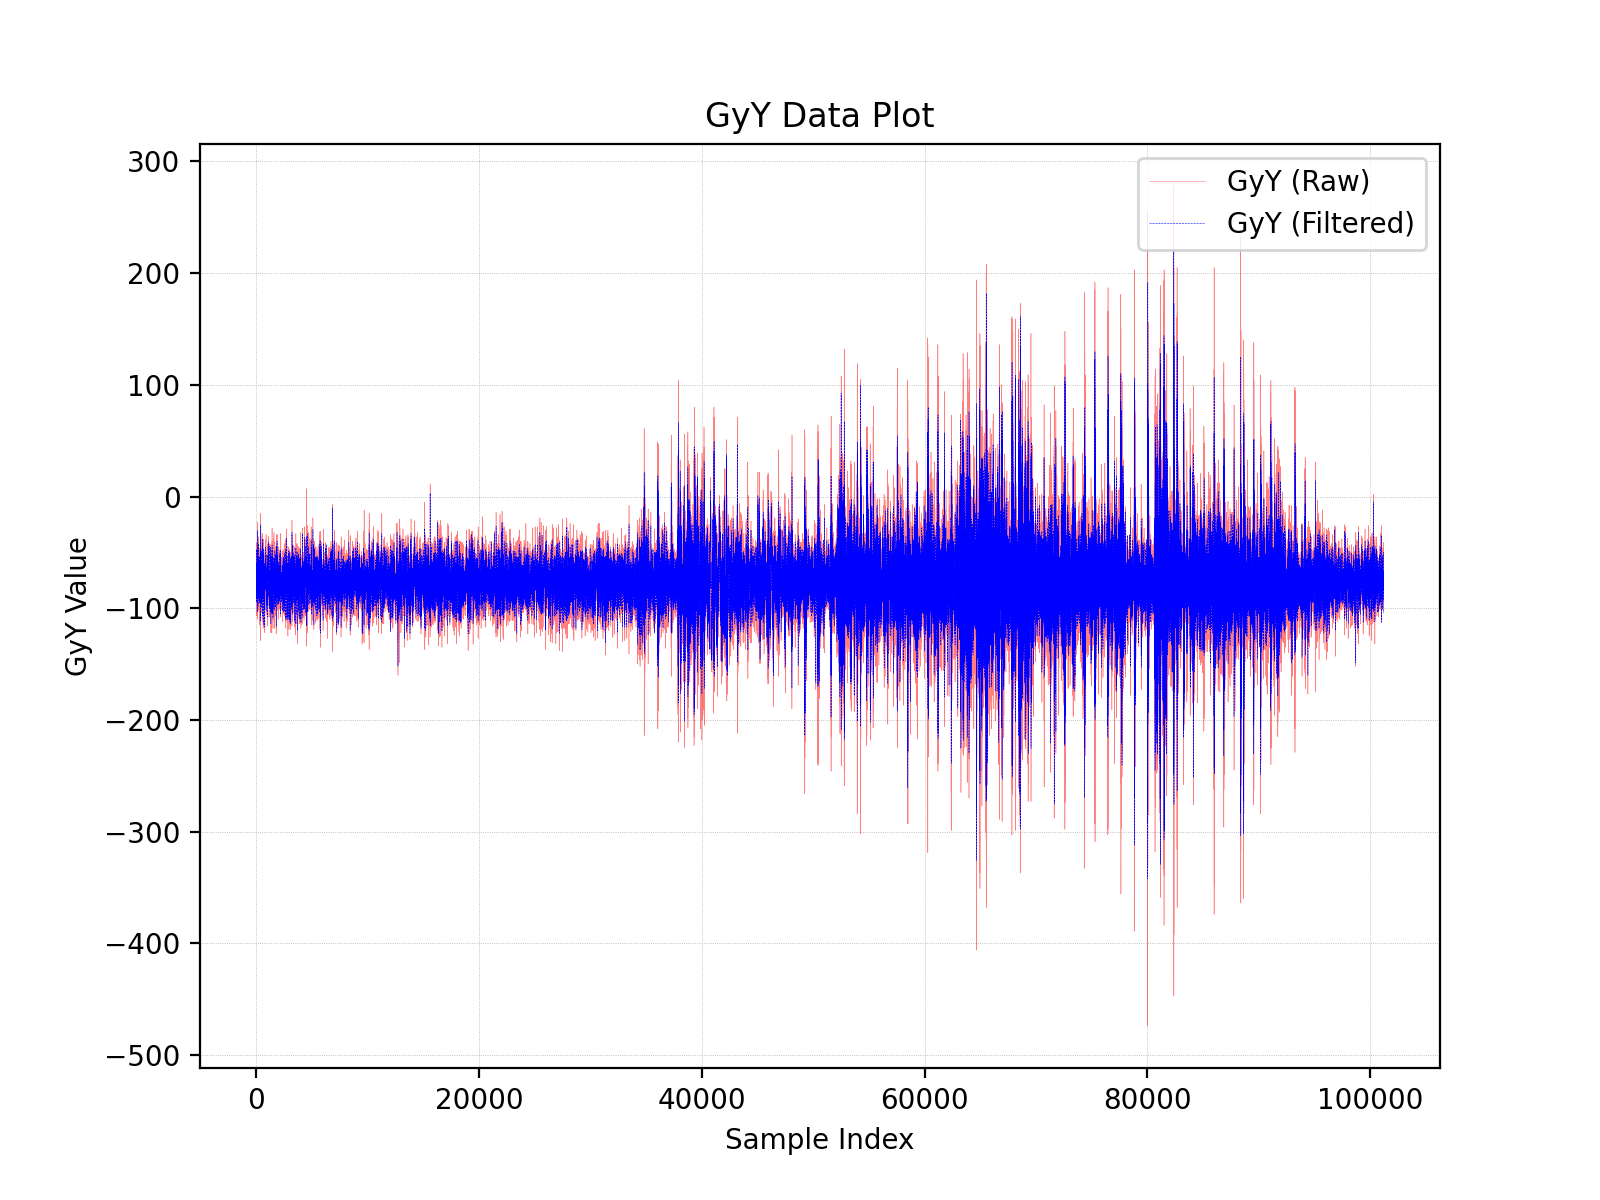 GyY Data Plot
GyY (Raw)
GyY (Filtered)
300
200
100
0
−100
−200
−300
−400
−500
GyY Value
0 20000 40000 60000 80000 100000
Sample Index